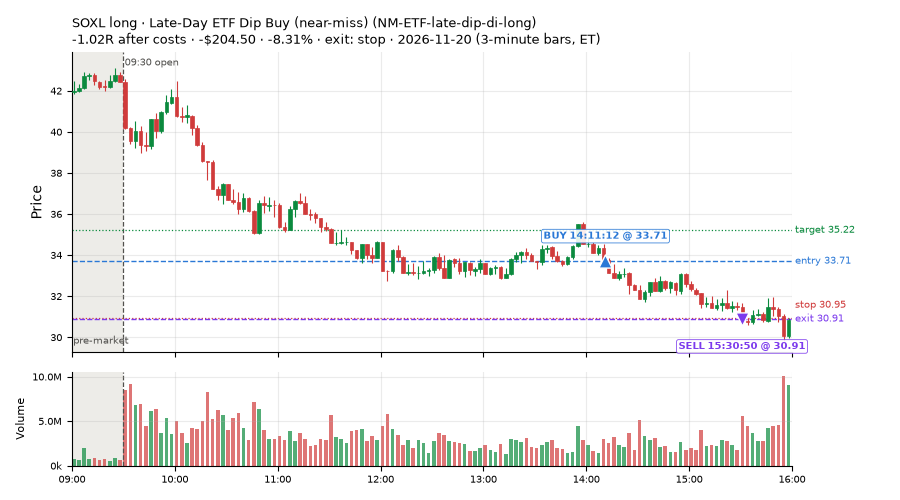 SOXL long · Late-Day ETF Dip Buy (near-miss) (NM-ETF-late-dip-di-long)
-1.02R after costs · -$204.50 · -8.31% · exit: stop · 2026-11-20 (3-minute bars, ET)
09:30 open
42
40
38
36
34
32
30
Price
BUY 14:11:12 @ 33.71
target 35.22
entry 33.71
stop 30.95
exit 30.91
pre-market
SELL 15:30:50 @ 30.91
10.0M
5.0M
0k
Volume
09:00
10:00
11:00
12:00
13:00
14:00
15:00
16:00